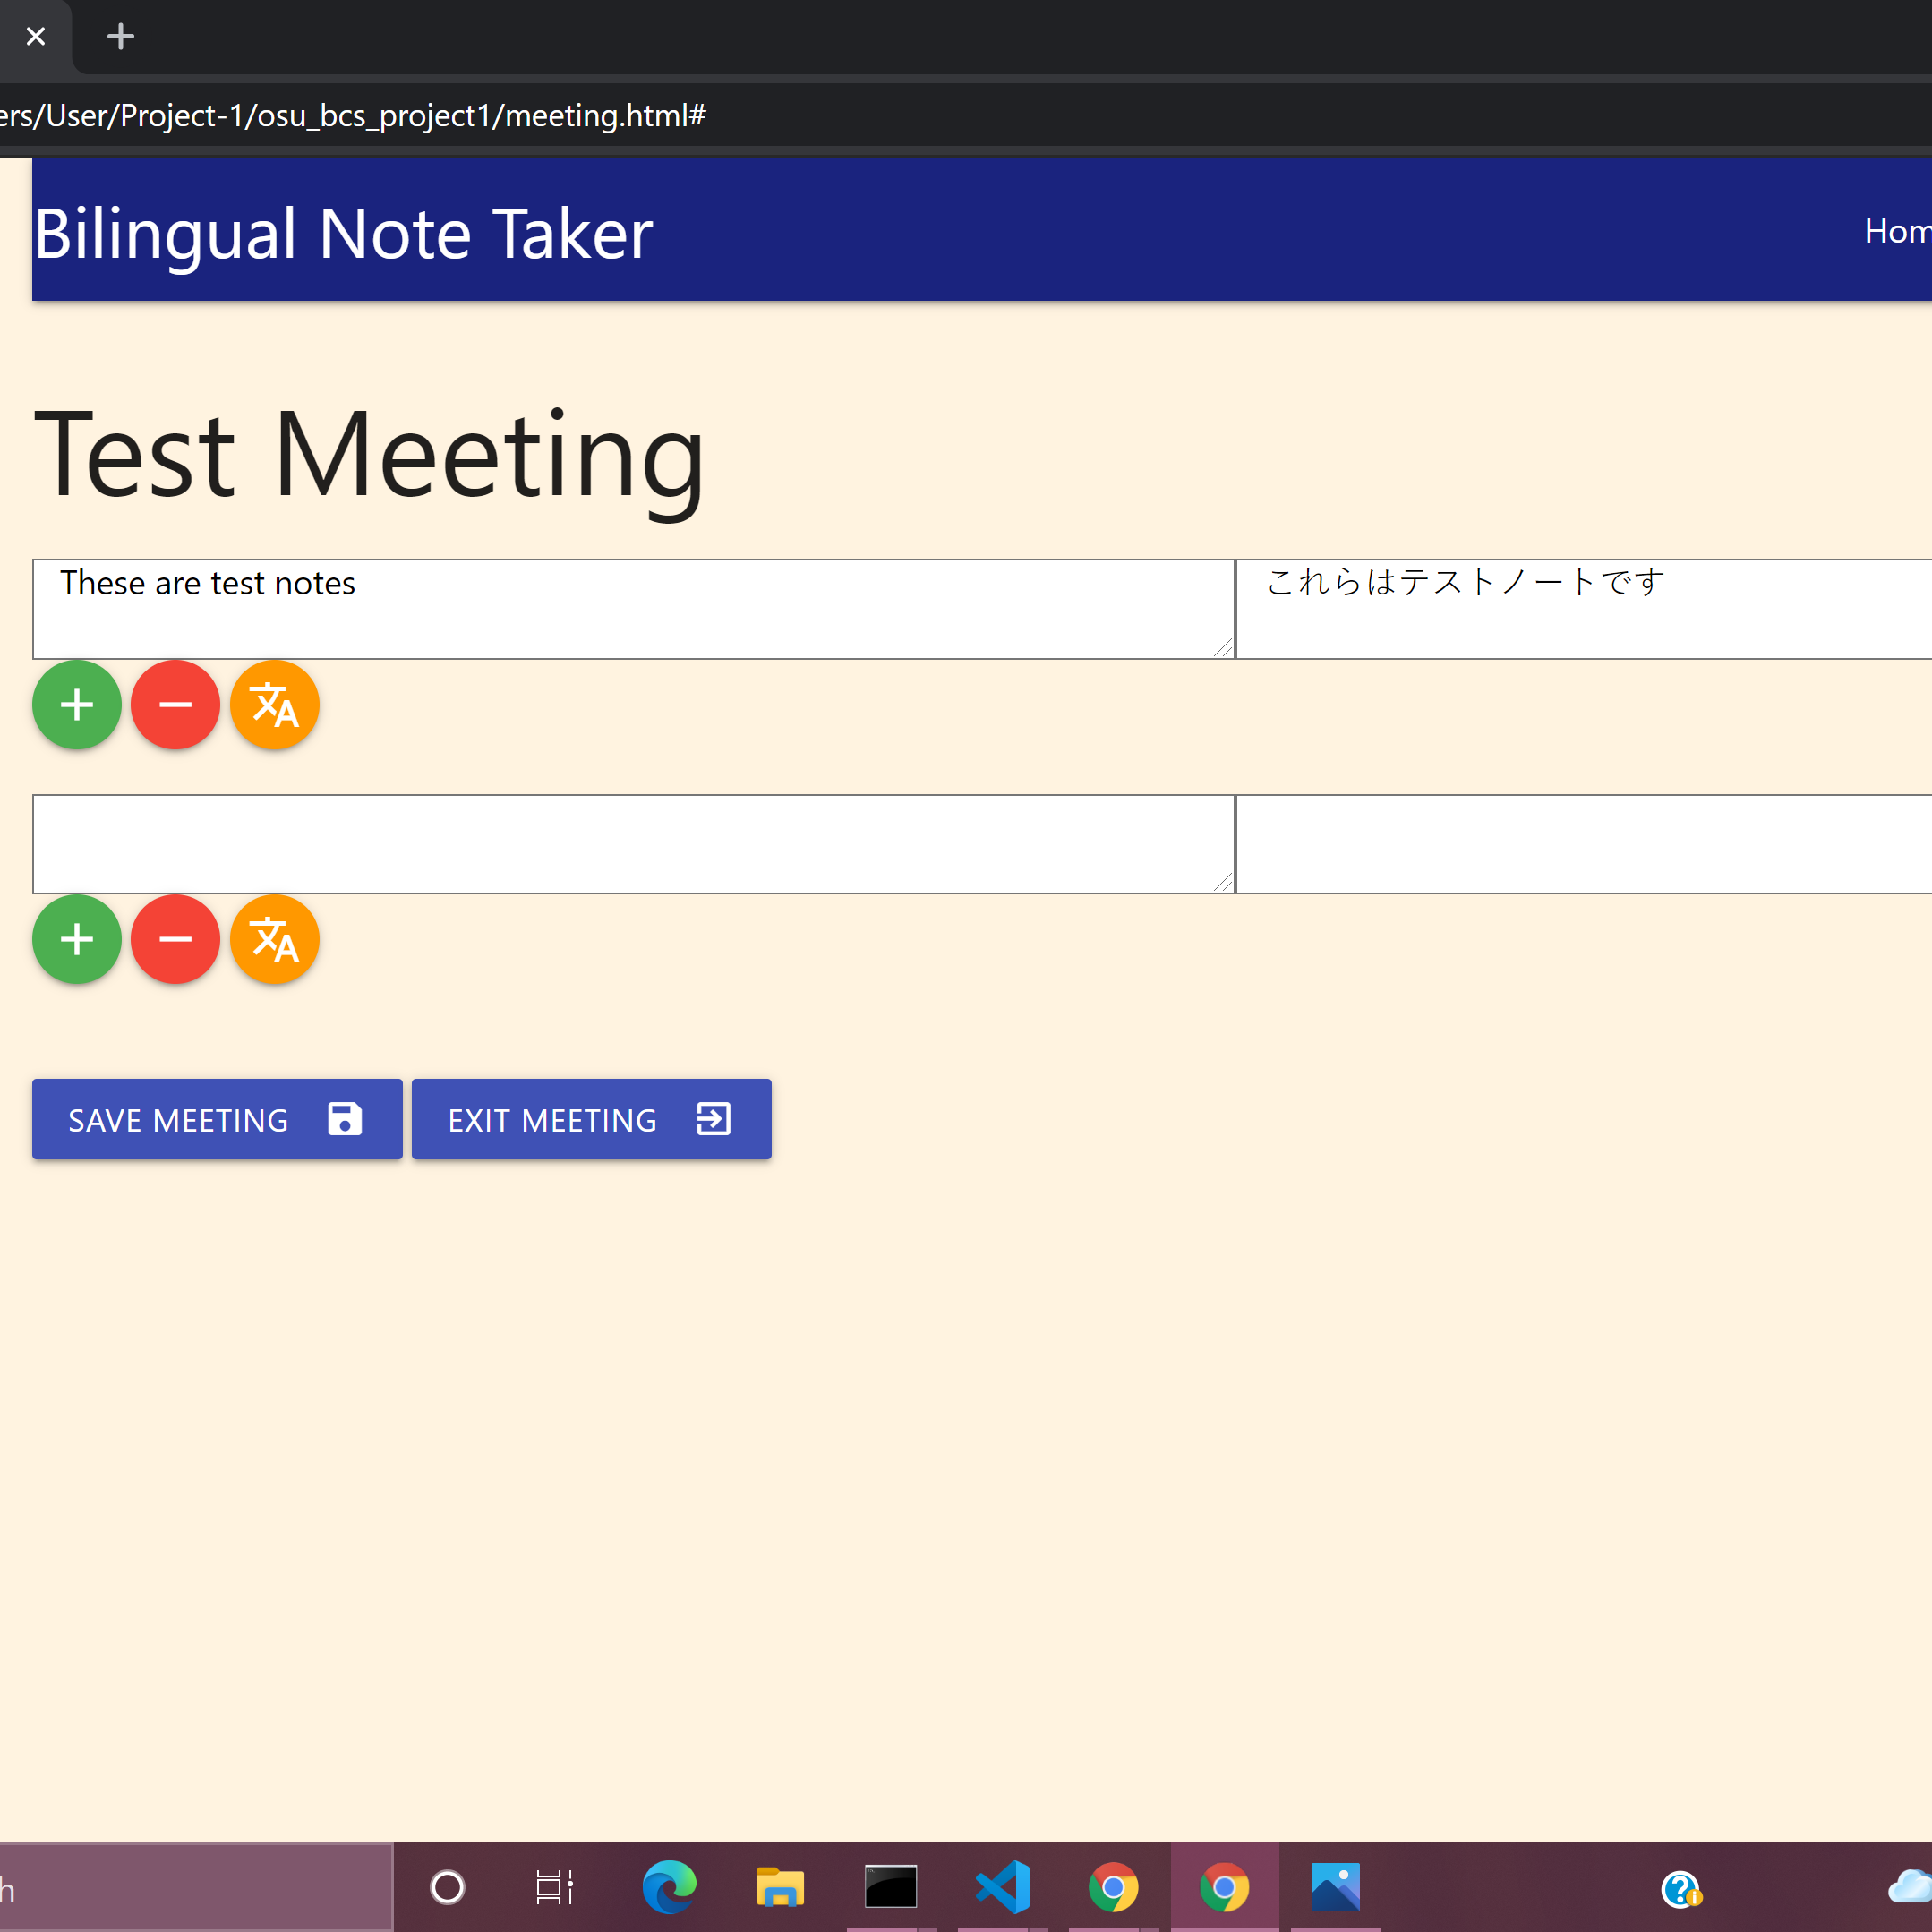 ers/User/Project-1/osu_bcs_project1/meeting.html#
Bilingual Note Taker
Hom
Test Meeting
These are test notes
これらはテストノートです
SAVE MEETING
EXIT MEETING
h